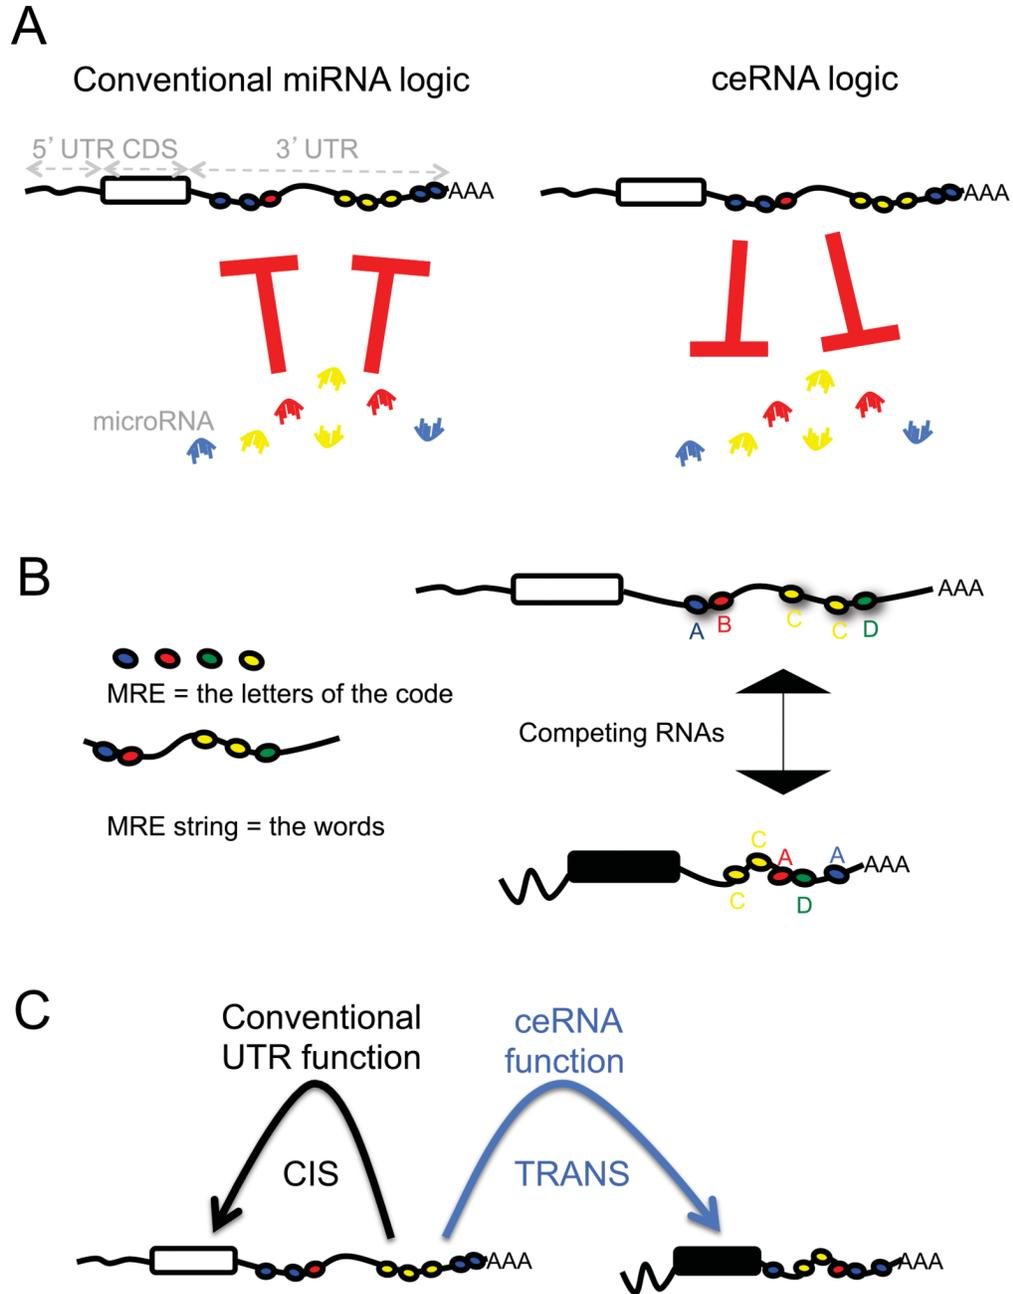 A
Conventional miRNA logic
ceRNA logic
5’ UTR CDS 3’ UTR
AAA
AAA
microRNA
B
AAA
A B C C D
MRE = the letters of the code
Competing RNAs
MRE string = the words
C A A
AAA
C D
C
Conventional
UTR function
ceRNA
function
CIS
TRANS
AAA
AAA